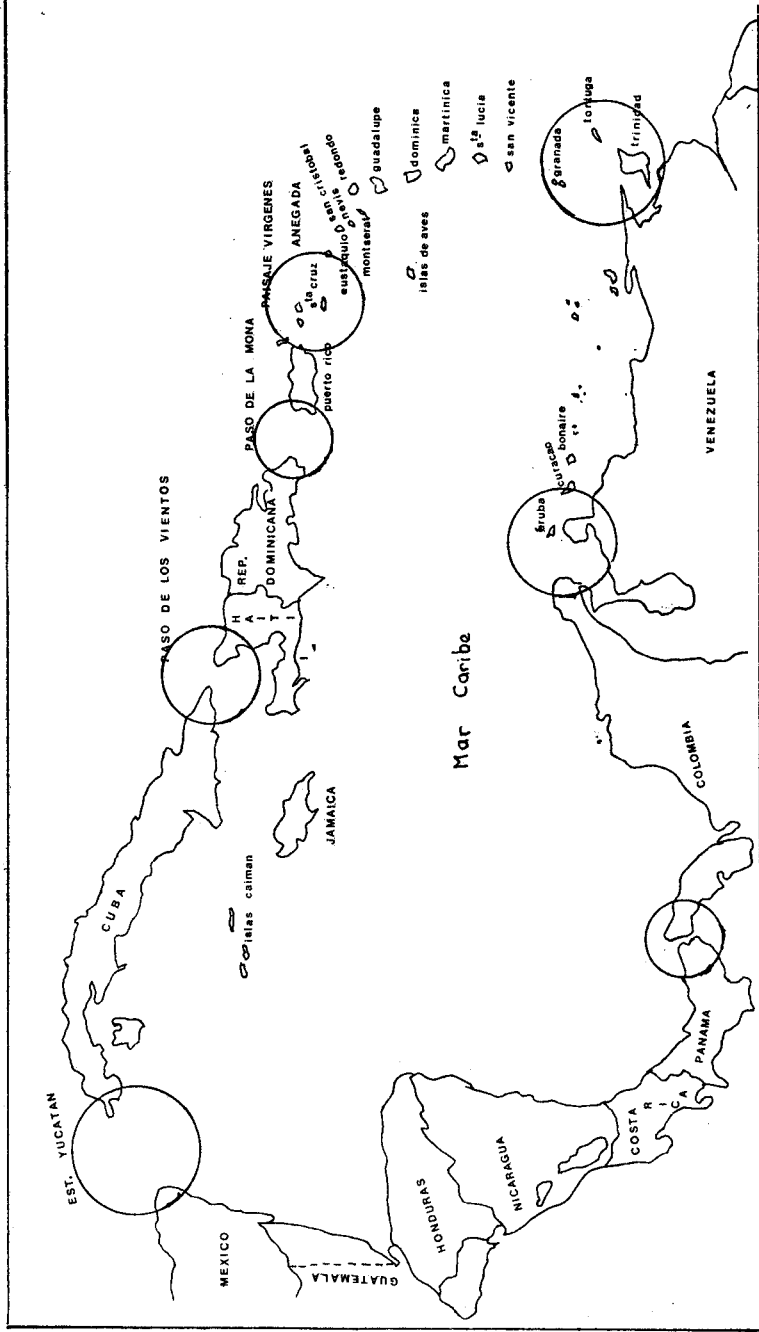 EST. YUCATAN
PASO DE LOS VIENTOS
PASO DE LA MONA
PAISAJE VIRGENES
ANEGADA
MEXICO
GUATEMALA
HONDURAS
NICARAGUA
COSTA
RICA
PANAMA
COLOMBIA
VENEZUELA
CUBA
islas caiman
JAMAICA
HAITI
REP.
DOMINICANA
puerto rico
sta cruz
eustaquio
san cristobal
nevis
redondo
montserat
guadalupe
dominica
martinica
sta lucia
san vicente
islas de aves
granada
tortuga
trinidad
Mar Caribe
aruba
curacao
bonaire